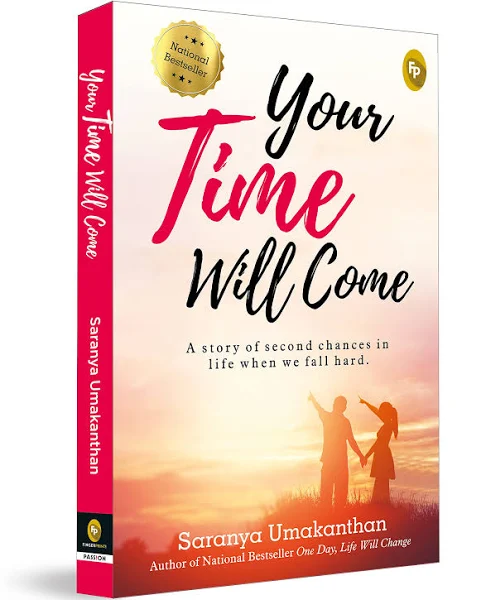 National
Bestseller
FP
Your
Time
Will Come
A story of second chances in
life when we fall hard.
Saranya Umakanthan
Author of National Bestseller One Day, Life Will Change
Your Time Will Come
Saranya Umakanthan
FP
FINGERPRINT!
PASSION